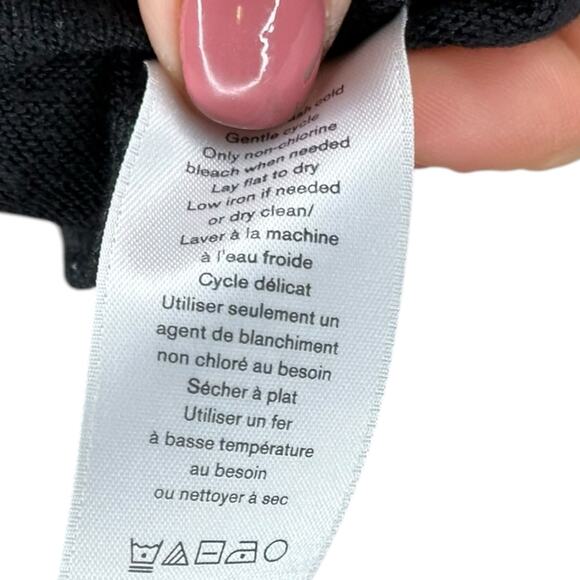 cold
Gentle cycle
Only non-chlorine
bleach when needed
Lay flat to dry
Low iron if needed
or dry clean/
Laver à la machine
à l'eau froide
Cycle délicat
Utiliser seulement un
agent de blanchiment
non chloré au besoin
Sécher à plat
Utiliser un fer
à basse température
au besoin
ou nettoyer à sec